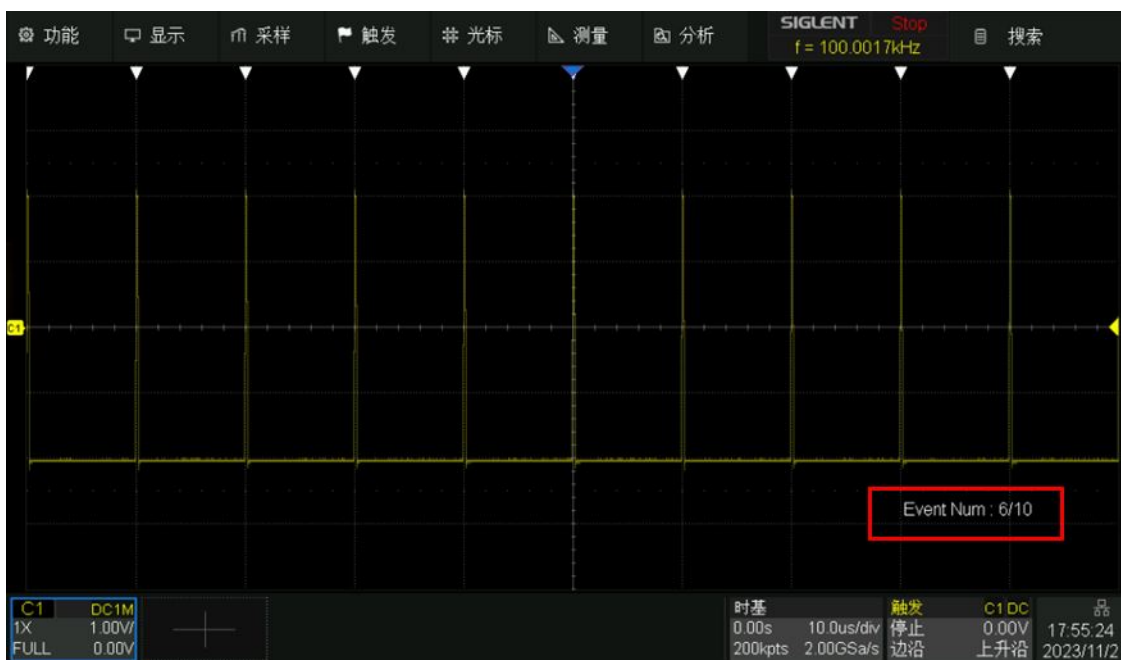 功能 显示 采样 触发 光标 测量 分析 SIGLENT Stop 搜索
f = 100.0017kHz
C1
Event Num : 6/10
C1 DC1M
1X 1.00V/
FULL 0.00V
时基
0.00s 10.0us/div
200kpts 2.00GSa/s
触发 C1 DC
停止 0.00V
边沿 上升沿
17:55:24
2023/11/2